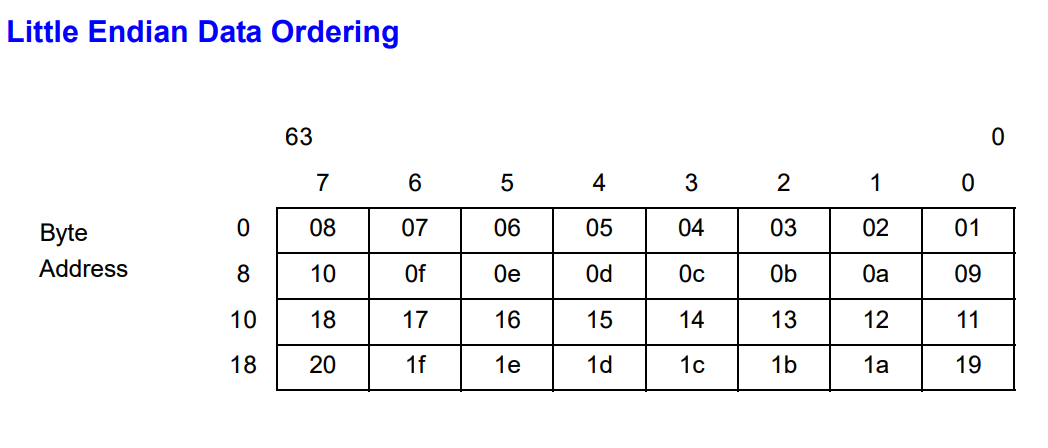 Little Endian Data Ordering
63 0
7 6 5 4 3 2 1 0
Byte 0 08 07 06 05 04 03 02 01
Address 8 10 0f 0e 0d 0c 0b 0a 09
10 18 17 16 15 14 13 12 11
18 20 1f 1e 1d 1c 1b 1a 19